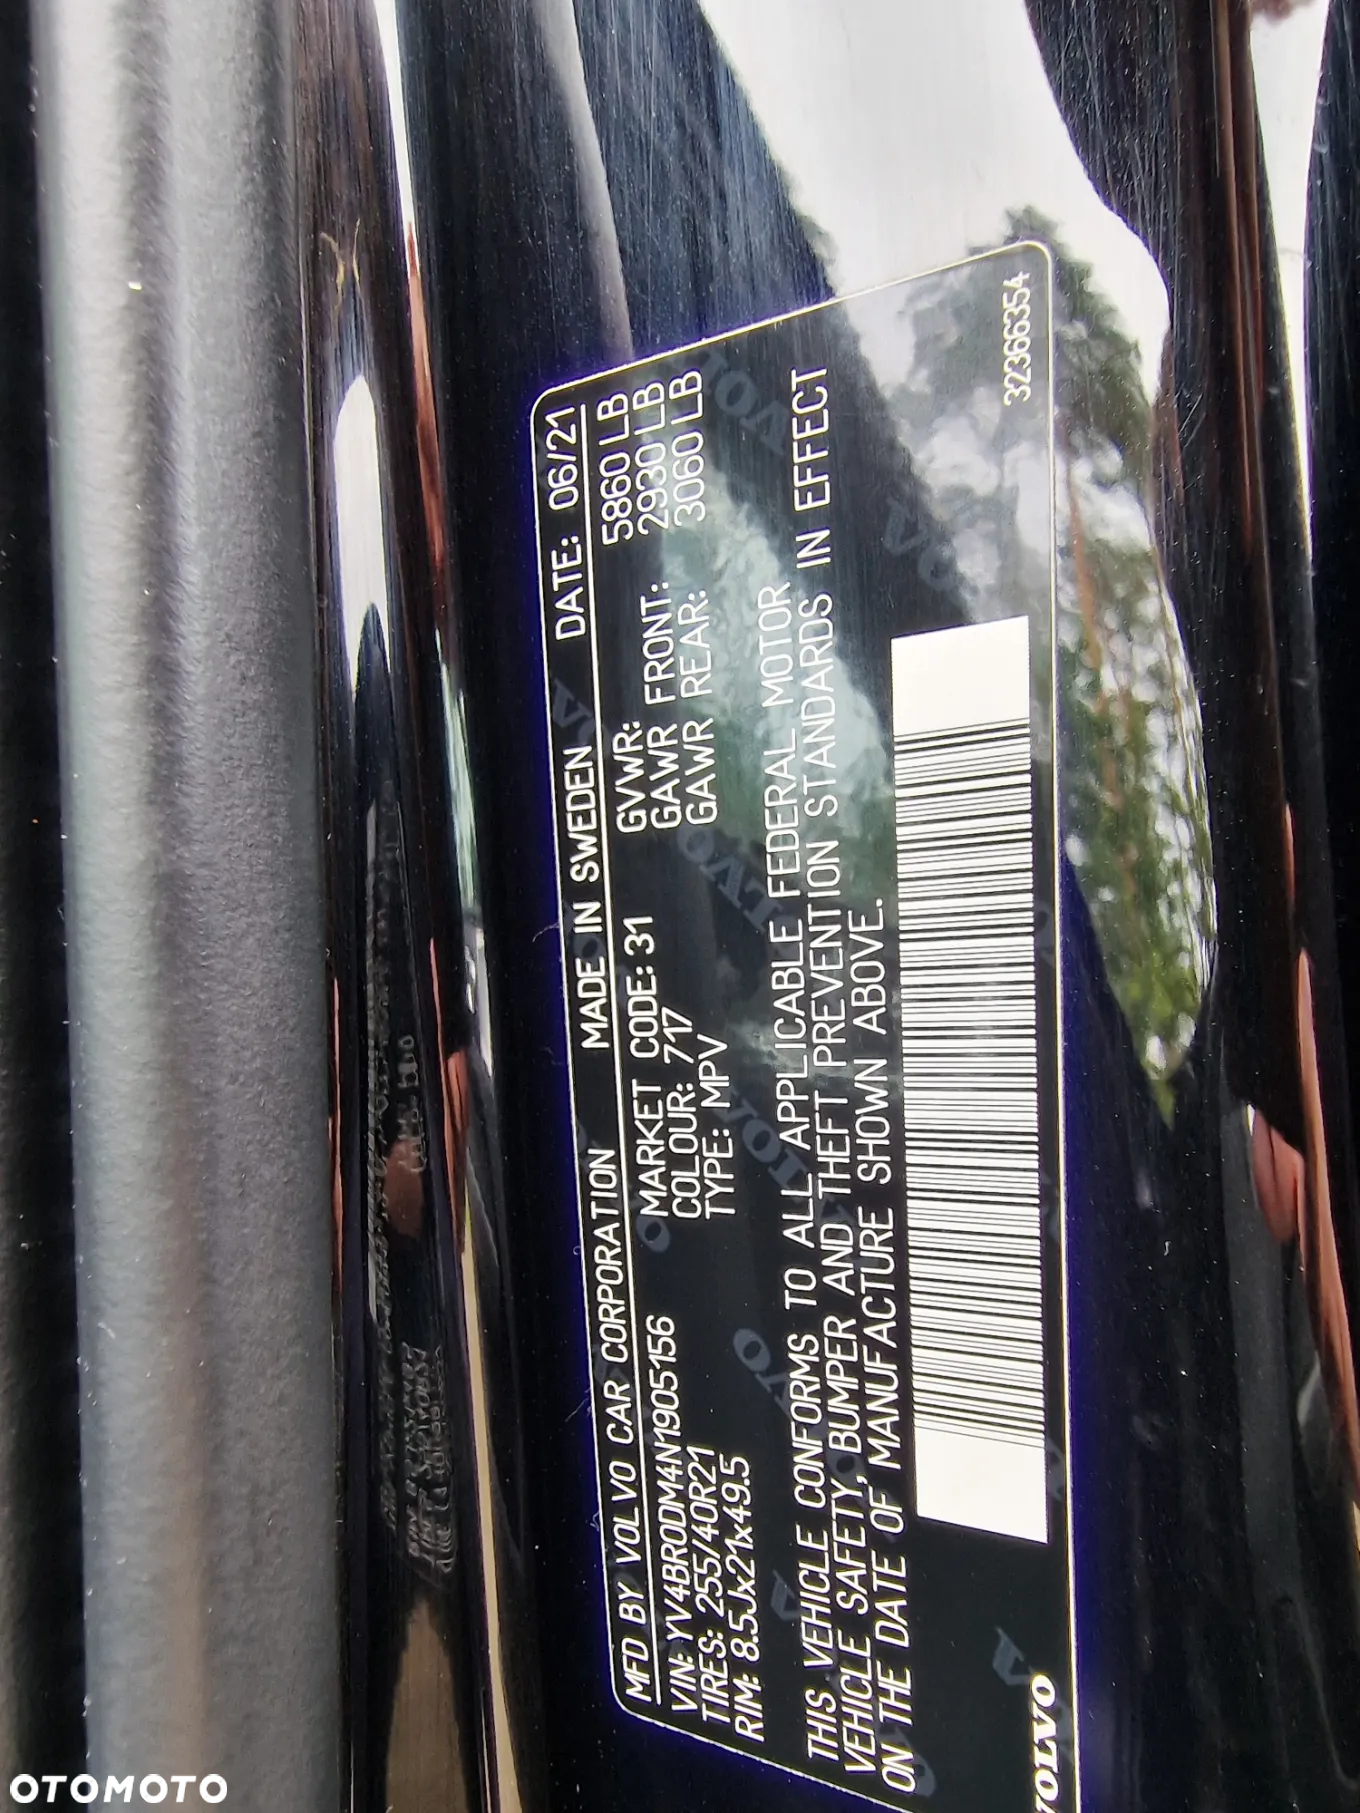 MFD BY VOLVO CAR CORPORATION MADE IN SWEDEN DATE: 06/21
VIN: YV4BR0DM4N1905156 MARKET CODE: 31 GVWR: 5860 LB
TIRES: 255/40R21 COLOUR: 717 GAWR FRONT: 2930 LB
RIM: 8.5Jx21x49.5 TYPE: MPV GAWR REAR: 3060 LB
THIS VEHICLE CONFORMS TO ALL APPLICABLE FEDERAL MOTOR
VEHICLE SAFETY, BUMPER AND THEFT PREVENTION STANDARDS IN EFFECT
ON THE DATE OF MANUFACTURE SHOWN ABOVE.
VOLVO 32366354
OTOMOTO